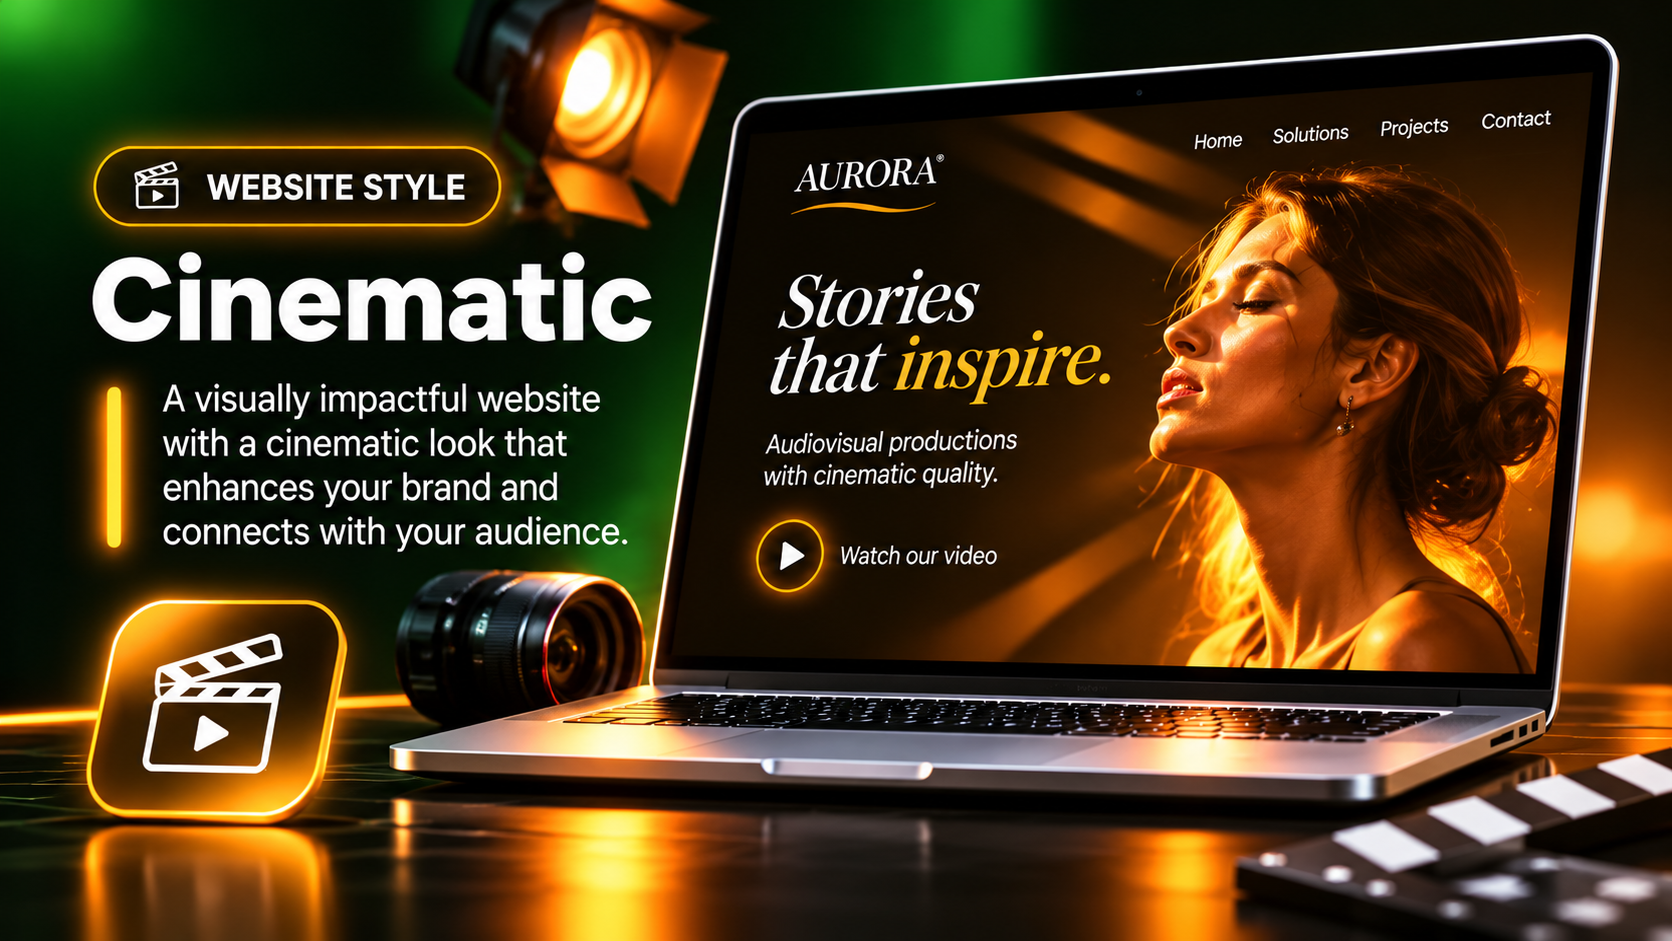 WEBSITE STYLE
Cinematic
A visually impactful website
with a cinematic look that
enhances your brand and
connects with your audience.
AURORA®
Home Solutions Projects Contact
Stories
that inspire.
Audiovisual productions
with cinematic quality.
Watch our video